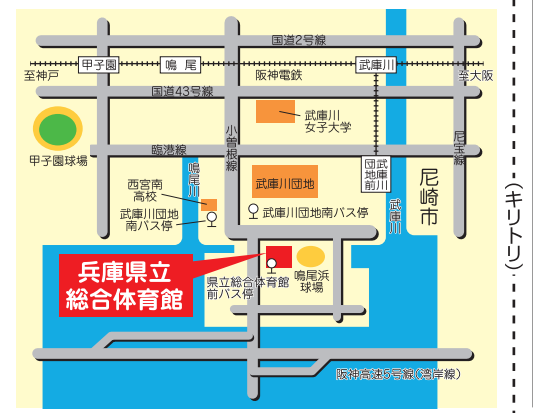 国道2号線
至神戸
甲子園
鳴 尾
阪神電鉄
武庫川
至大阪
国道43号線
武庫川
女子大学
小曽根線
尼宝線
甲子園球場
臨港線
鳴尾川
武庫川
団地前
尼崎市
西宮南
高校
武庫川団地
武庫川団地
南バス停
武庫川団地南バス停
武庫川
兵庫県立
総合体育館
県立総合体育館
前バス停
鳴尾浜
球場
阪神高速5号線(湾岸線)
(キリトリ)